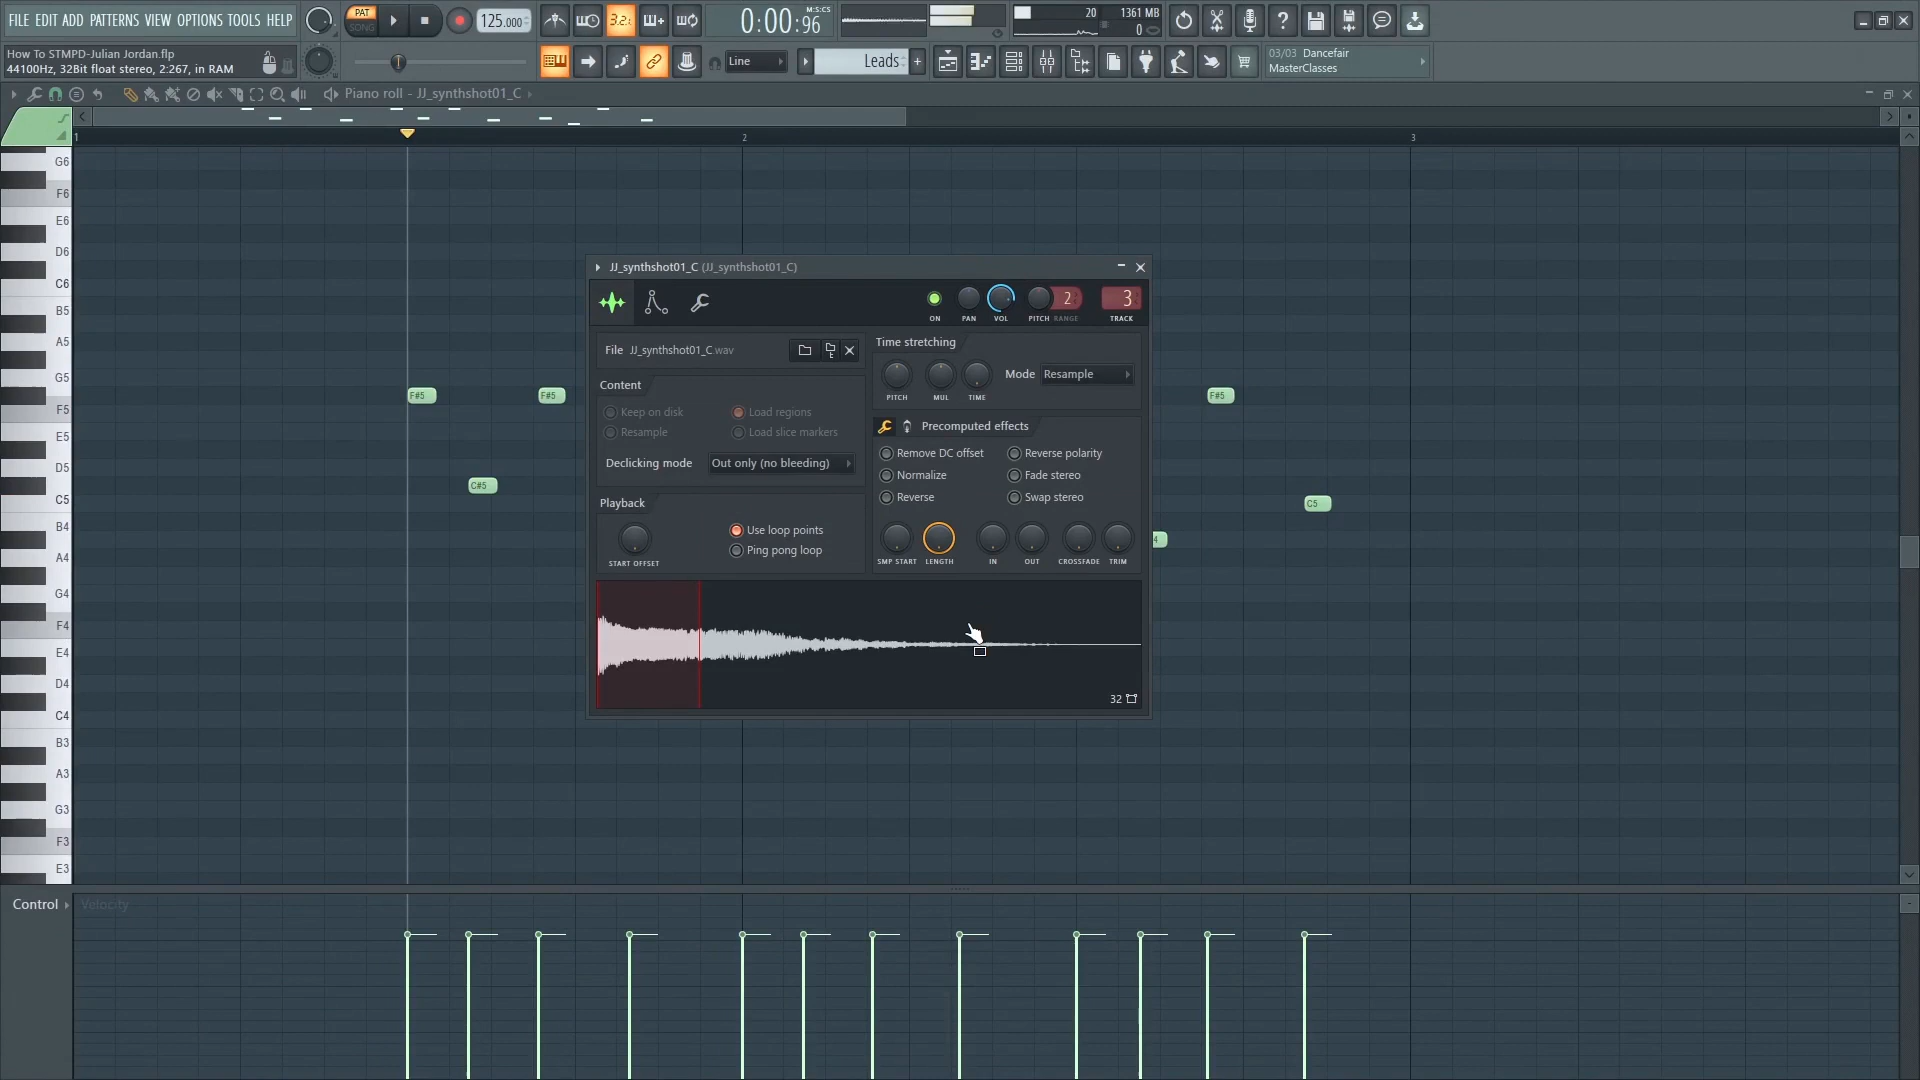 FILE EDIT ADD PATTERNS VIEW OPTIONS TOOLS HELP
PAT
SONG
125.000
3.2.
0:00:96
M:S:CS
20
1361 MB
0
How To STMPD-Julian Jordan.flp
44100Hz, 32Bit float stereo, 2:267, in RAM
Line
Leads
03/03 Dancefair
MasterClasses
Piano roll - JJ_synthshot01_C
1
2
3
G6
F6
E6
D6
C6
B5
A5
G5
F5
E5
D5
C5
B4
A4
G4
F4
E4
D4
C4
B3
A3
G3
F3
E3
F#5
C#5
F#5
F#5
C5
4
JJ_synthshot01_C (JJ_synthshot01_C)
ON
PAN
VOL
PITCH
2
RANGE
3
TRACK
File JJ_synthshot01_C.wav
Content
Keep on disk
Load regions
Resample
Load slice markers
Declicking mode
Out only (no bleeding)
Playback
START OFFSET
Use loop points
Ping pong loop
Time stretching
PITCH
MUL
TIME
Mode
Resample
Precomputed effects
Remove DC offset
Reverse polarity
Normalize
Fade stereo
Reverse
Swap stereo
SMP START
LENGTH
IN
OUT
CROSSFADE
TRIM
32
Control
Velocity